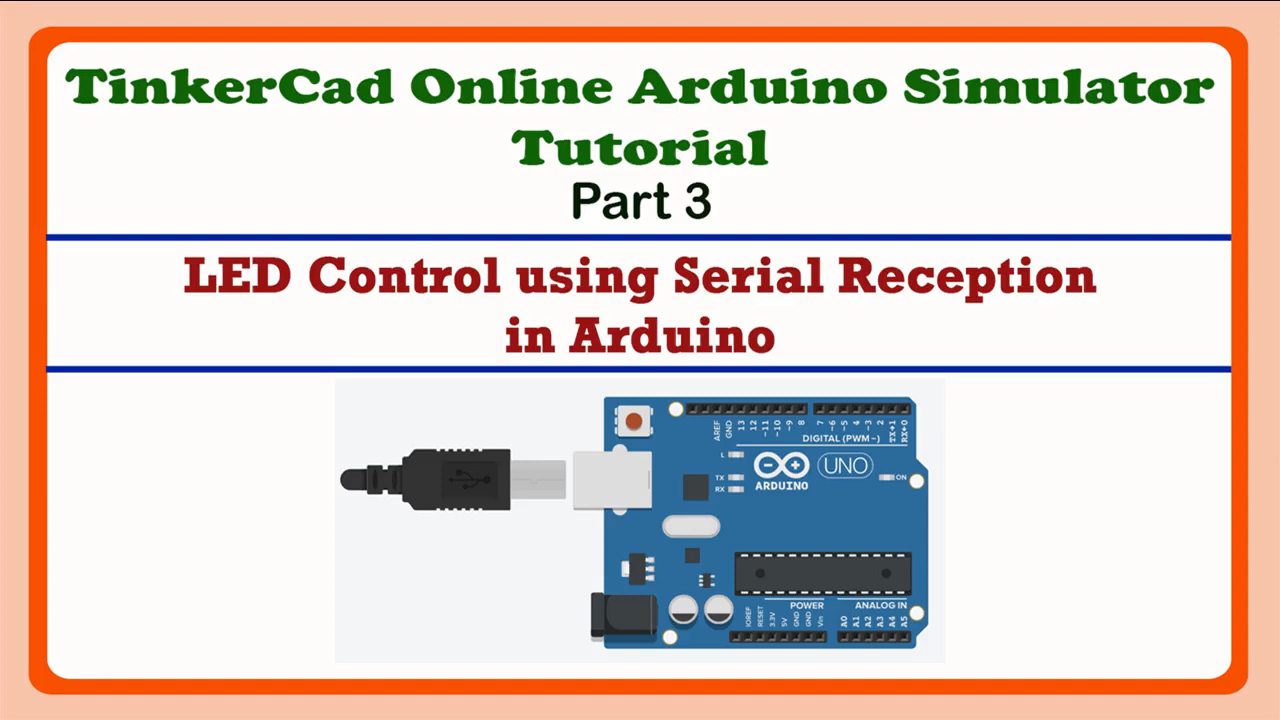 TinkerCad Online Arduino Simulator
Tutorial
Part 3
LED Control using Serial Reception
in Arduino
AREF
GND
13
12
~11
~10
~9
8
7
~6
~5
4
~3
2
TX→1
RX←0
DIGITAL (PWM~)
L
TX
RX
ARDUINO
UNO
ON
POWER
ANALOG IN
IOREF
RESET
3.3V
5V
GND
GND
Vin
A0
A1
A2
A3
A4
A5